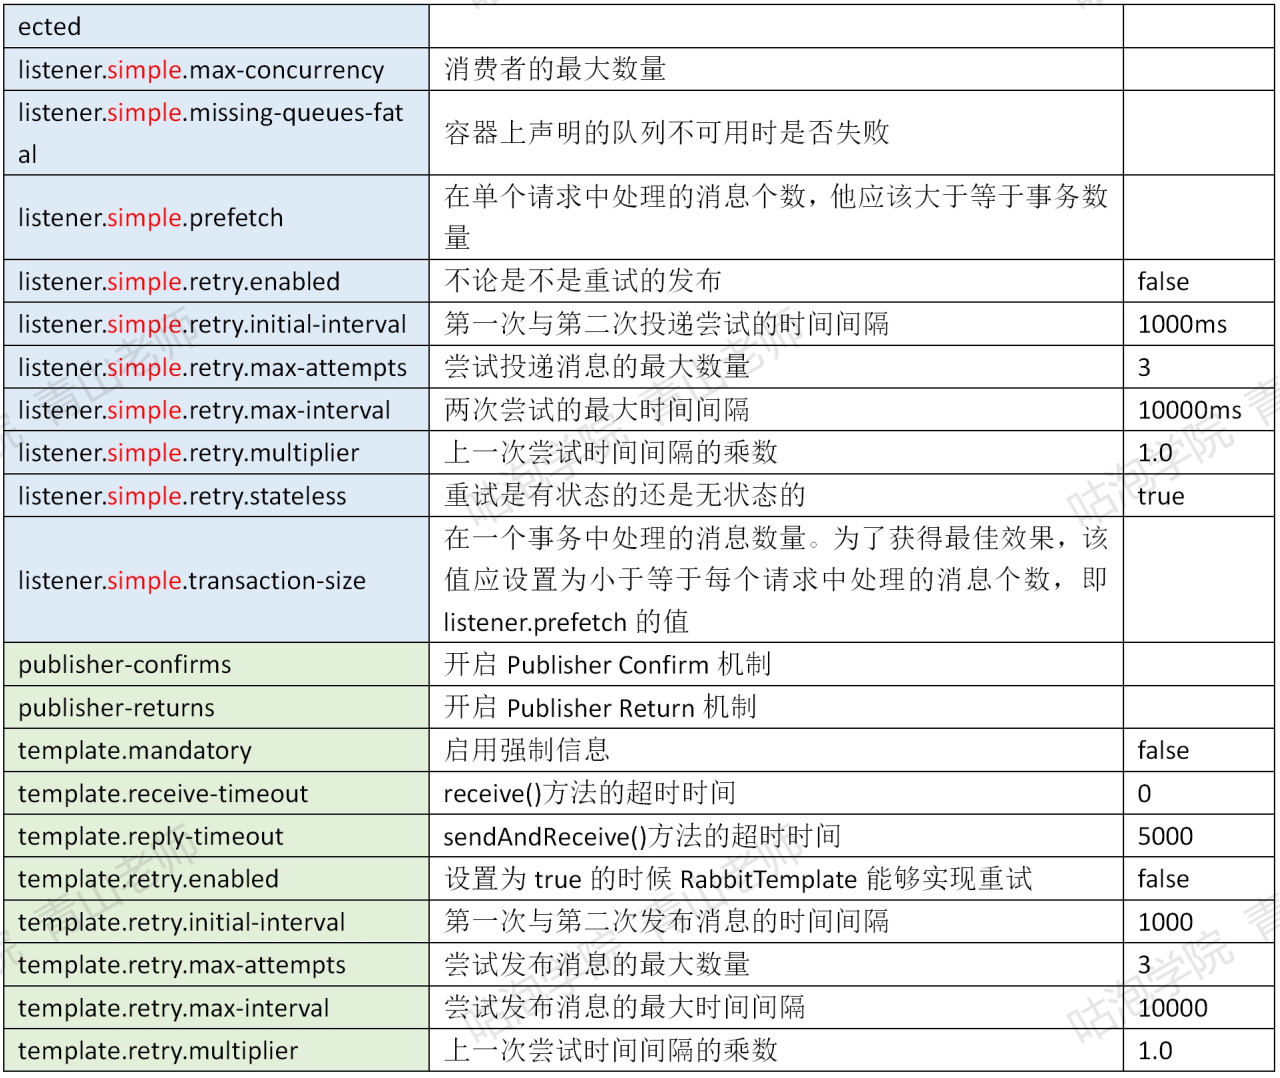 ected
listener.simple.max-concurrency 消费者的最大数量
listener.simple.missing-queues-fat
al
容器上声明的队列不可用时是否失败
listener.simple.prefetch
在单个请求中处理的消息个数，他应该大于等于事务数
量
listener.simple.retry.enabled 不论是不是重试的发布 false
listener.simple.retry.initial-interval 第一次与第二次投递尝试的时间间隔 1000ms
listener.simple.retry.max-attempts 尝试投递消息的最大数量 3
listener.simple.retry.max-interval 两次尝试的最大时间间隔 10000ms
listener.simple.retry.multiplier 上一次尝试时间间隔的乘数 1.0
listener.simple.retry.stateless 重试是有状态的还是无状态的 true
listener.simple.transaction-size
在一个事务中处理的消息数量。为了获得最佳效果，该
值应设置为小于等于每个请求中处理的消息个数，即
listener.prefetch 的值
publisher-confirms 开启 Publisher Confirm 机制
publisher-returns 开启 Publisher Return 机制
template.mandatory 启用强制信息 false
template.receive-timeout receive()方法的超时时间 0
template.reply-timeout sendAndReceive()方法的超时时间 5000
template.retry.enabled 设置为 true 的时候 RabbitTemplate 能够实现重试 false
template.retry.initial-interval 第一次与第二次发布消息的时间间隔 1000
template.retry.max-attempts 尝试发布消息的最大数量 3
template.retry.max-interval 尝试发布消息的最大时间间隔 10000
template.retry.multiplier 上一次尝试时间间隔的乘数 1.0
咕泡学院 青山老师
咕泡学院 青山老师